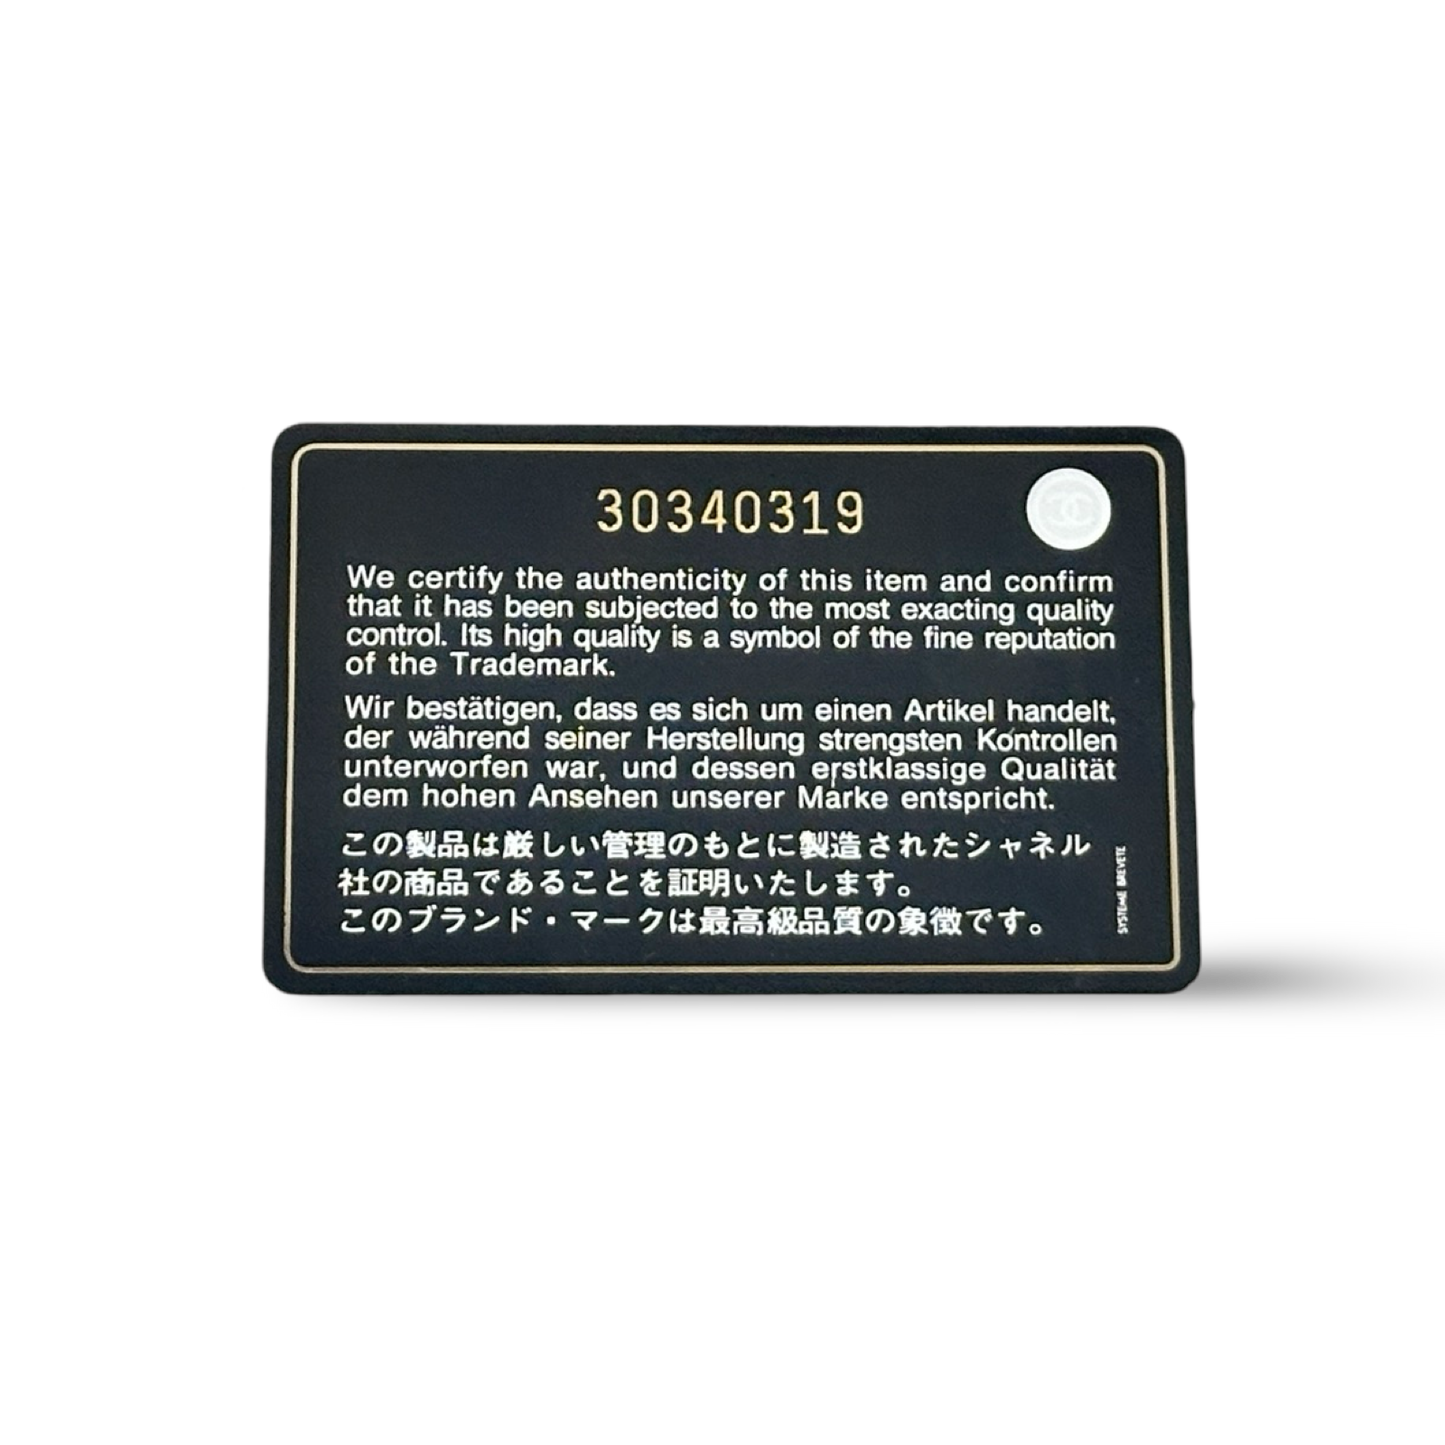 30340319
We certify the authenticity of this item and confirm
that it has been subjected to the most exacting quality
control. Its high quality is a symbol of the fine reputation
of the Trademark.
Wir bestätigen, dass es sich um einen Artikel handelt,
der während seiner Herstellung strengsten Kontrollen
unterworfen war, und dessen erstklassige Qualität
dem hohen Ansehen unserer Marke entspricht.
この製品は厳しい管理のもとに製造されたシャネル
社の商品であることを証明いたします。
このブランド・マークは最高級品質の象徴です。
SYSTEME BREVETE